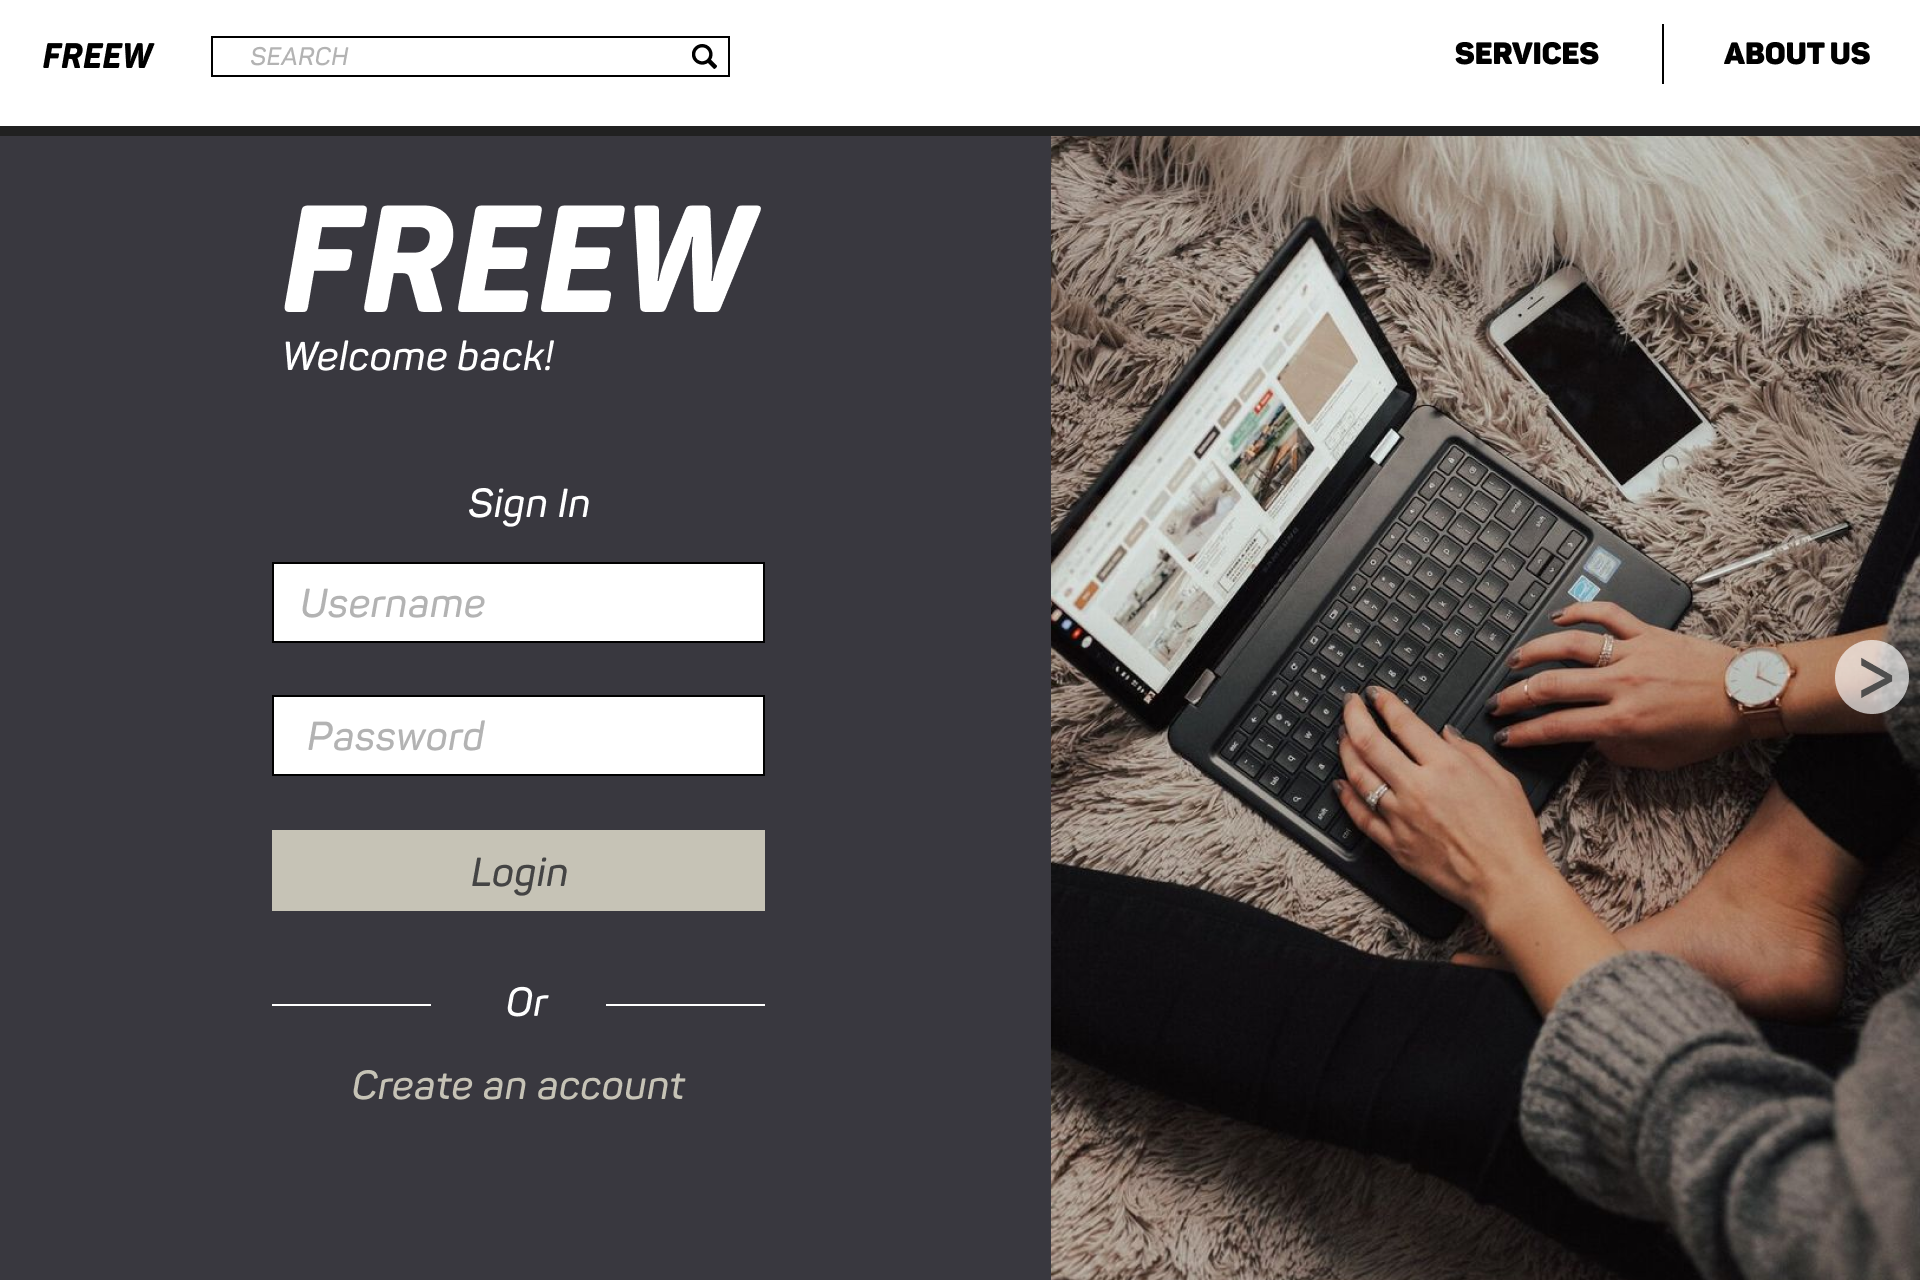 FREEW
SEARCH
SERVICES
ABOUT US
FREEW
Welcome back!
Sign In
Username
Password
Login
Or
Create an account
>